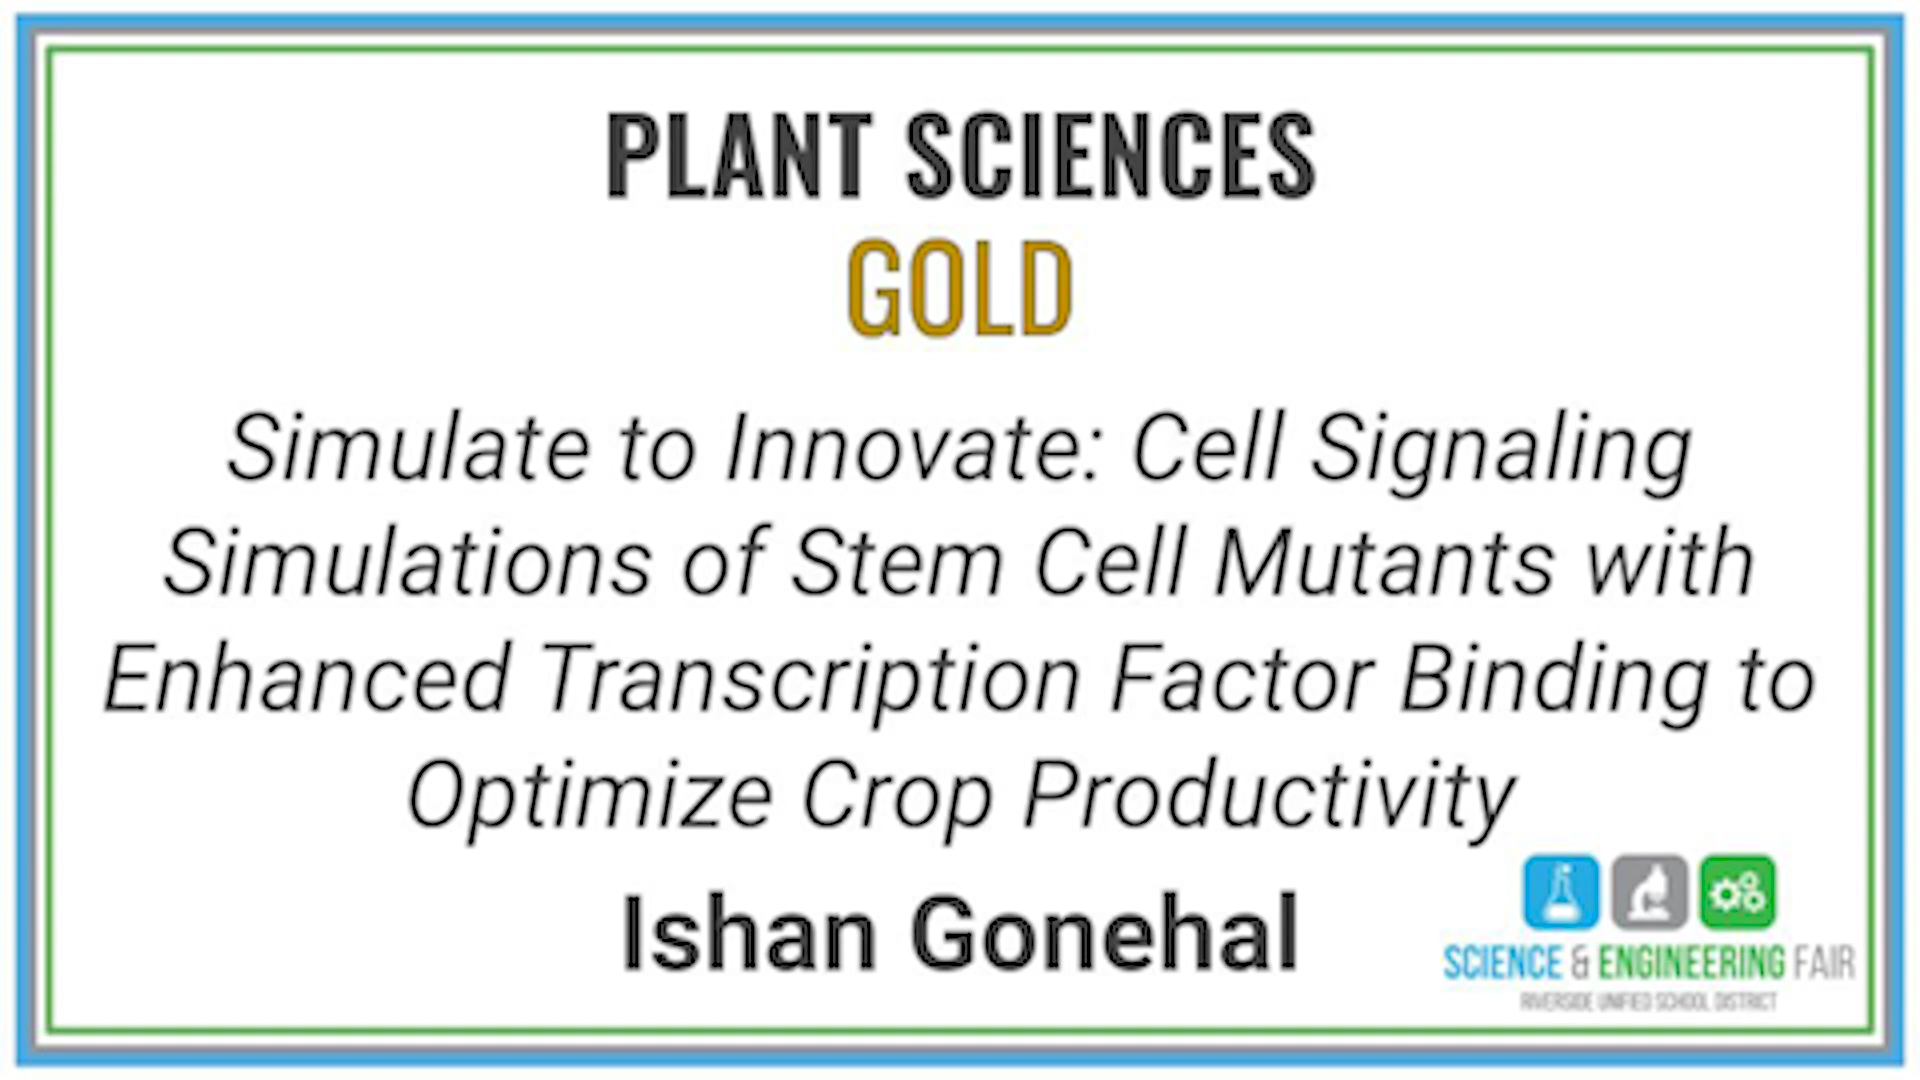 PLANT SCIENCES
GOLD
Simulate to Innovate: Cell Signaling
Simulations of Stem Cell Mutants with
Enhanced Transcription Factor Binding to
Optimize Crop Productivity
Ishan Gonehal
SCIENCE & ENGINEERING FAIR
RIVERSIDE UNIFIED SCHOOL DISTRICT